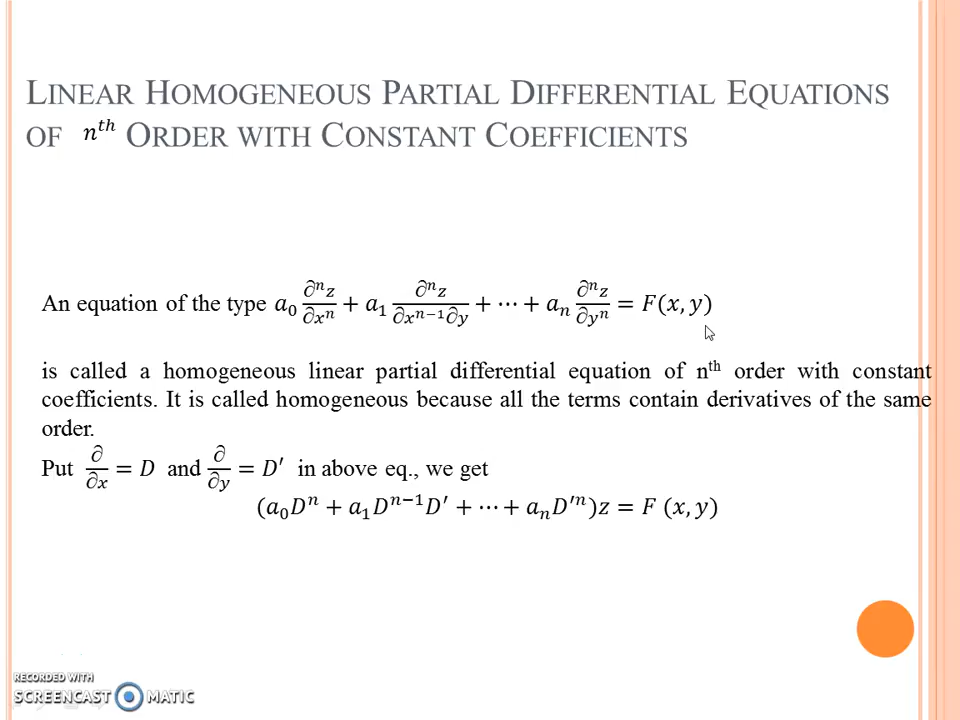 LINEAR HOMOGENEOUS PARTIAL DIFFERENTIAL EQUATIONS
OF 𝑛^{𝑡ℎ} ORDER WITH CONSTANT COEFFICIENTS
An equation of the type a₀ ∂ⁿz/∂xⁿ + a₁ ∂ⁿz/∂xⁿ⁻¹∂y + ⋯ + aₙ ∂ⁿz/∂yⁿ = F(x, y)
is called a homogeneous linear partial differential equation of nᵗʰ order with constant
coefficients. It is called homogeneous because all the terms contain derivatives of the same
order.
Put ∂/∂x = D and ∂/∂y = D′ in above eq., we get
(a₀Dⁿ + a₁Dⁿ⁻¹D′ + ⋯ + aₙD′ⁿ)z = F (x, y)
RECORDED WITH
SCREENCAST MATIC